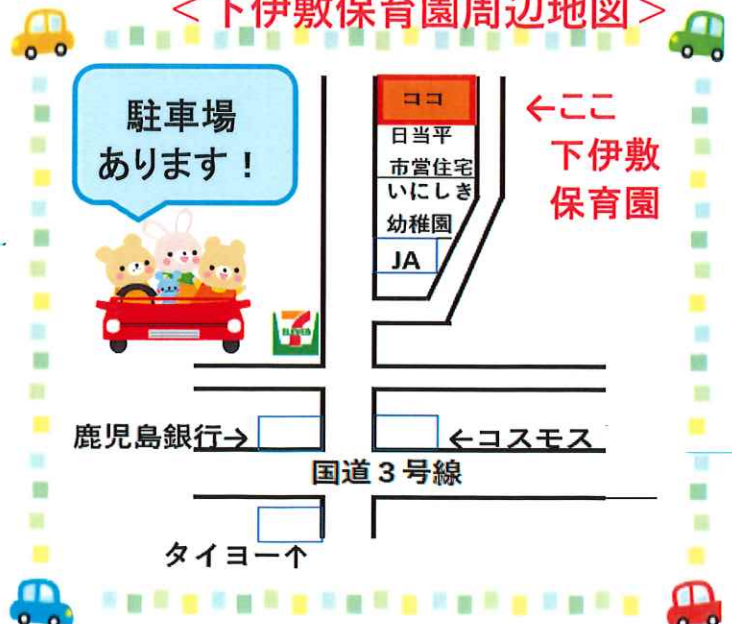 ＜下伊敷保育園周辺地図＞
駐車場
あります！
ココ
←ここ
下伊敷
保育園
日当平
市営住宅
いにしき
幼稚園
JA
ELEVEN
鹿児島銀行→
←コスモス
国道３号線
タイヨー↑